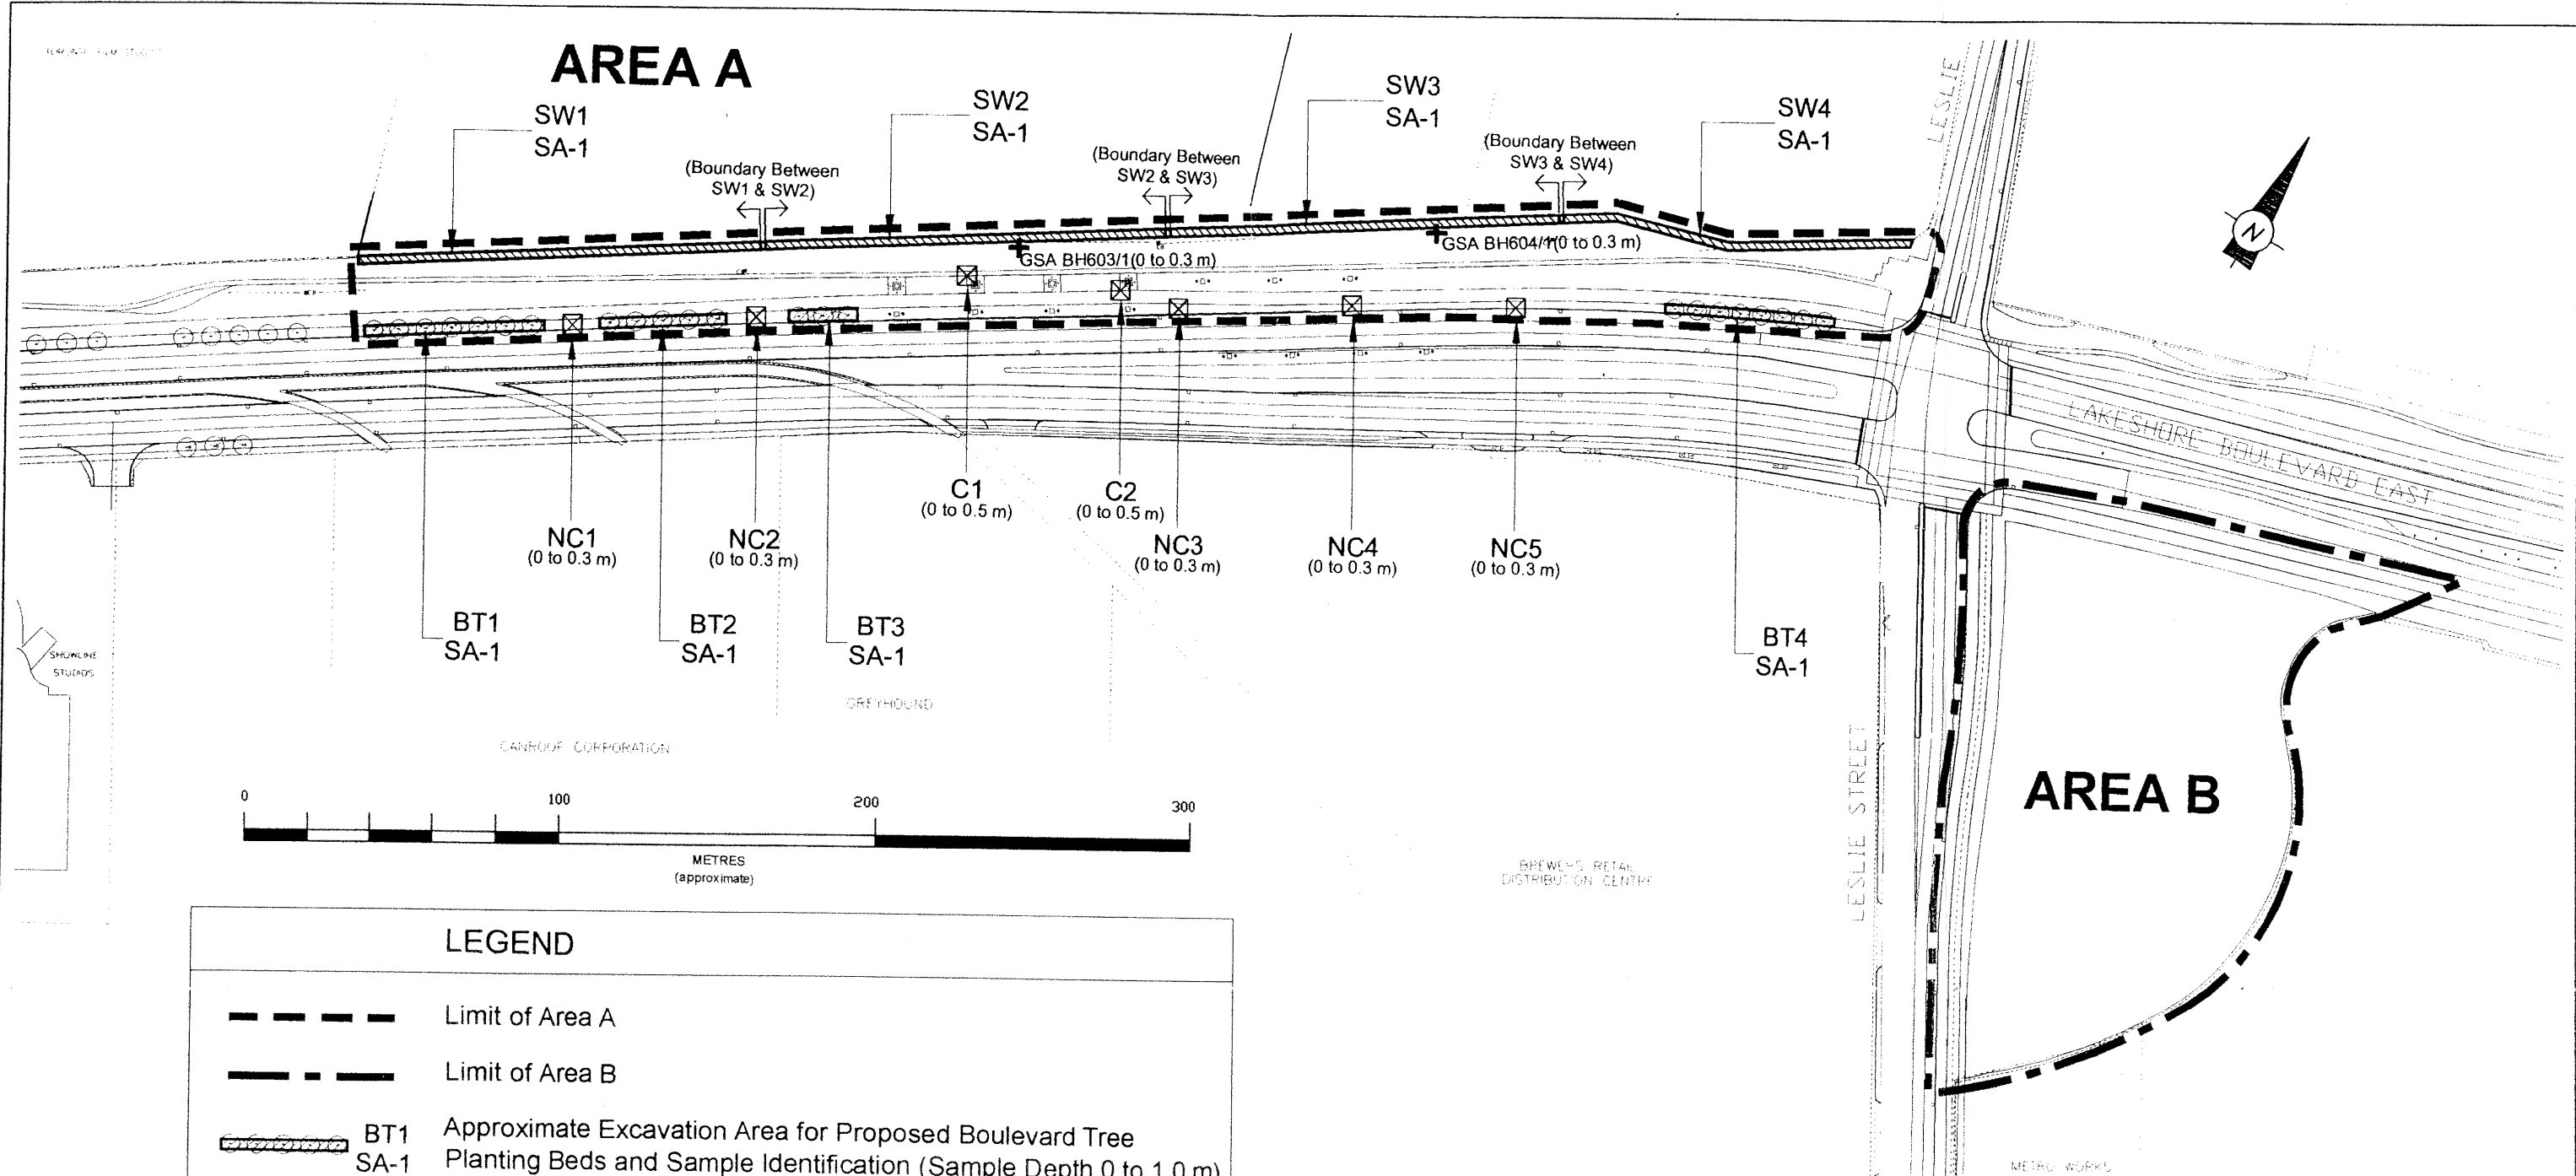 AREA A
SW1
SA-1
SW2
SA-1
SW3
SA-1
SW4
SA-1
(Boundary Between
SW1 & SW2)
(Boundary Between
SW2 & SW3)
(Boundary Between
SW3 & SW4)
LESLIE
N
GSA BH603/1(0 to 0.3 m)
GSA BH604/1(0 to 0.3 m)
LAKESHORE BOULEVARD EAST
C1
(0 to 0.5 m)
C2
(0 to 0.5 m)
NC1
(0 to 0.3 m)
NC2
(0 to 0.3 m)
NC3
(0 to 0.3 m)
NC4
(0 to 0.3 m)
NC5
(0 to 0.3 m)
BT1
SA-1
BT2
SA-1
BT3
SA-1
BT4
SA-1
SHOWLINE
STUDIOS
GREYHOUND
CANROOF CORPORATION
LESLIE STREET
AREA B
0 100 200 300
METRES
(approximate)
BREWERS RETAIL
DISTRIBUTION CENTRE
LEGEND
Limit of Area A
Limit of Area B
BT1
SA-1
Approximate Excavation Area for Proposed Boulevard Tree
Planting Beds and Sample Identification (Sample Depth 0 to 1.0 m)
METRO WORKS